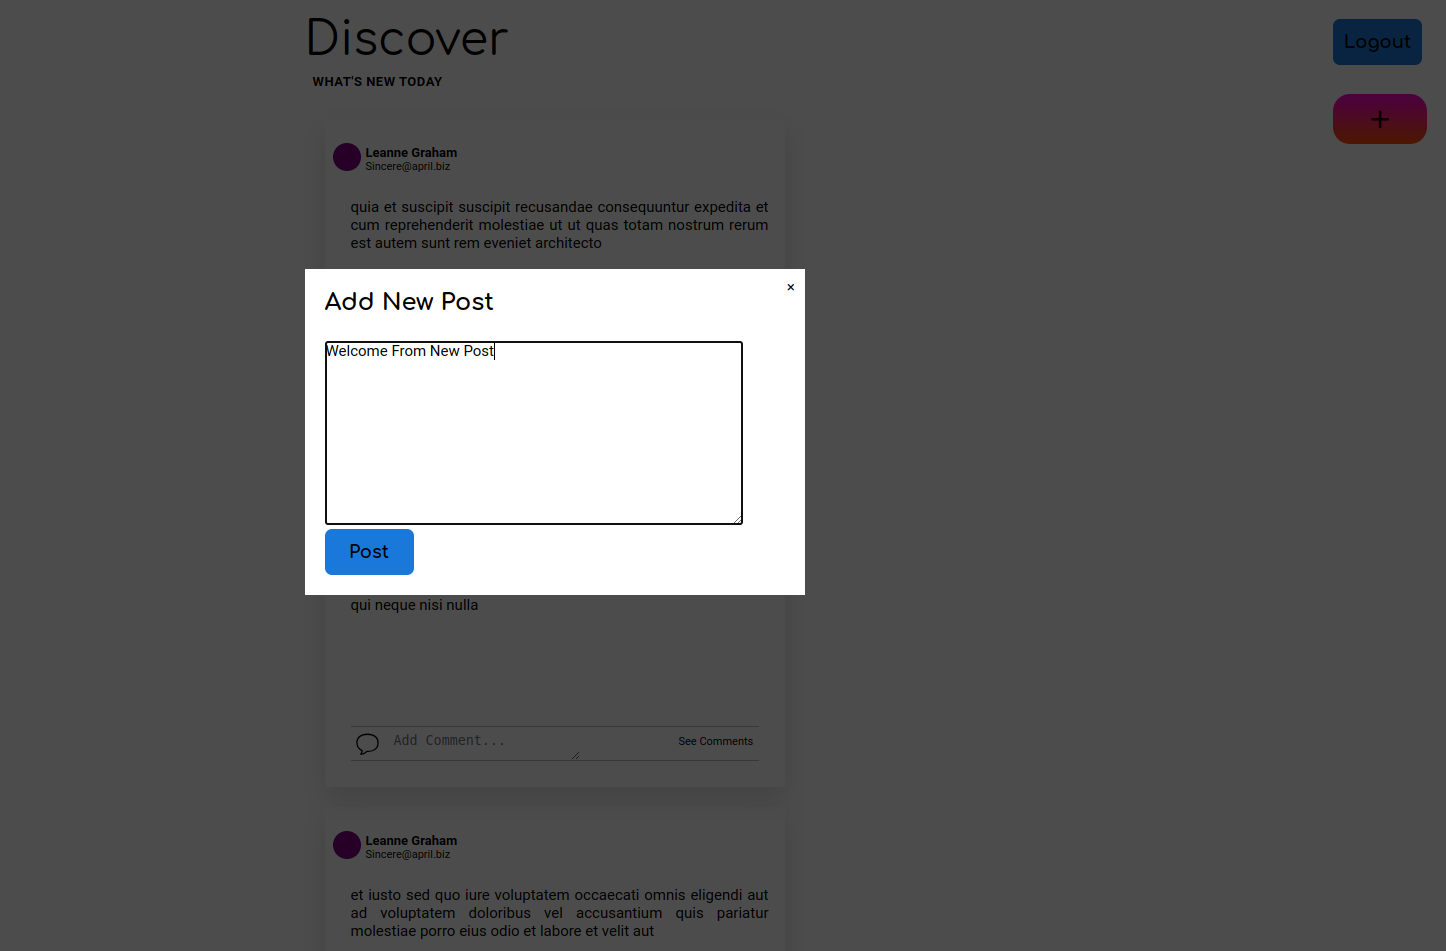 Discover
WHAT'S NEW TODAY
Logout
+
Leanne Graham
Sincere@april.biz
quia et suscipit suscipit recusandae consequuntur expedita et
cum reprehenderit molestiae ut ut quas totam nostrum rerum
est autem sunt rem eveniet architecto
×
Add New Post
Welcome From New Post
Post
qui neque nisi nulla
Add Comment...
See Comments
Leanne Graham
Sincere@april.biz
et iusto sed quo iure voluptatem occaecati omnis eligendi aut
ad voluptatem doloribus vel accusantium quis pariatur
molestiae porro eius odio et labore et velit aut